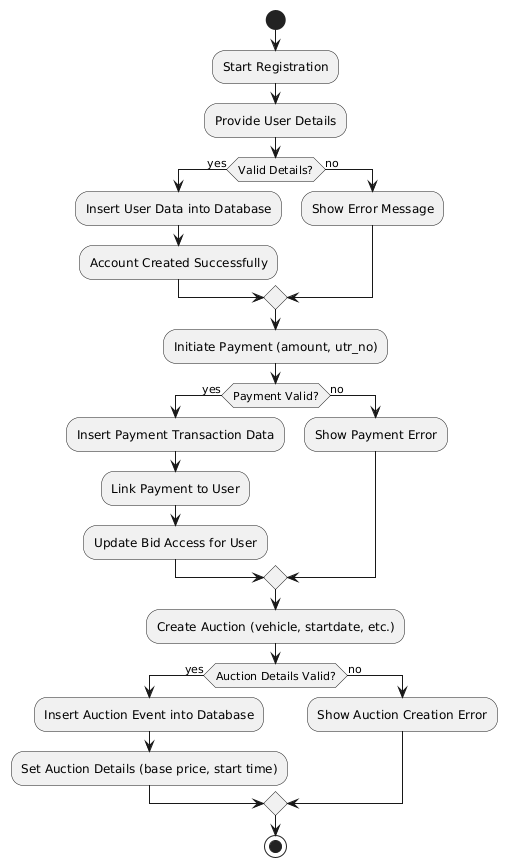 Start Registration
Provide User Details
yes
Valid Details?
no
Insert User Data into Database
Show Error Message
Account Created Successfully
Initiate Payment (amount, utr_no)
yes
Payment Valid?
no
Insert Payment Transaction Data
Show Payment Error
Link Payment to User
Update Bid Access for User
Create Auction (vehicle, startdate, etc.)
yes
Auction Details Valid?
no
Insert Auction Event into Database
Show Auction Creation Error
Set Auction Details (base price, start time)